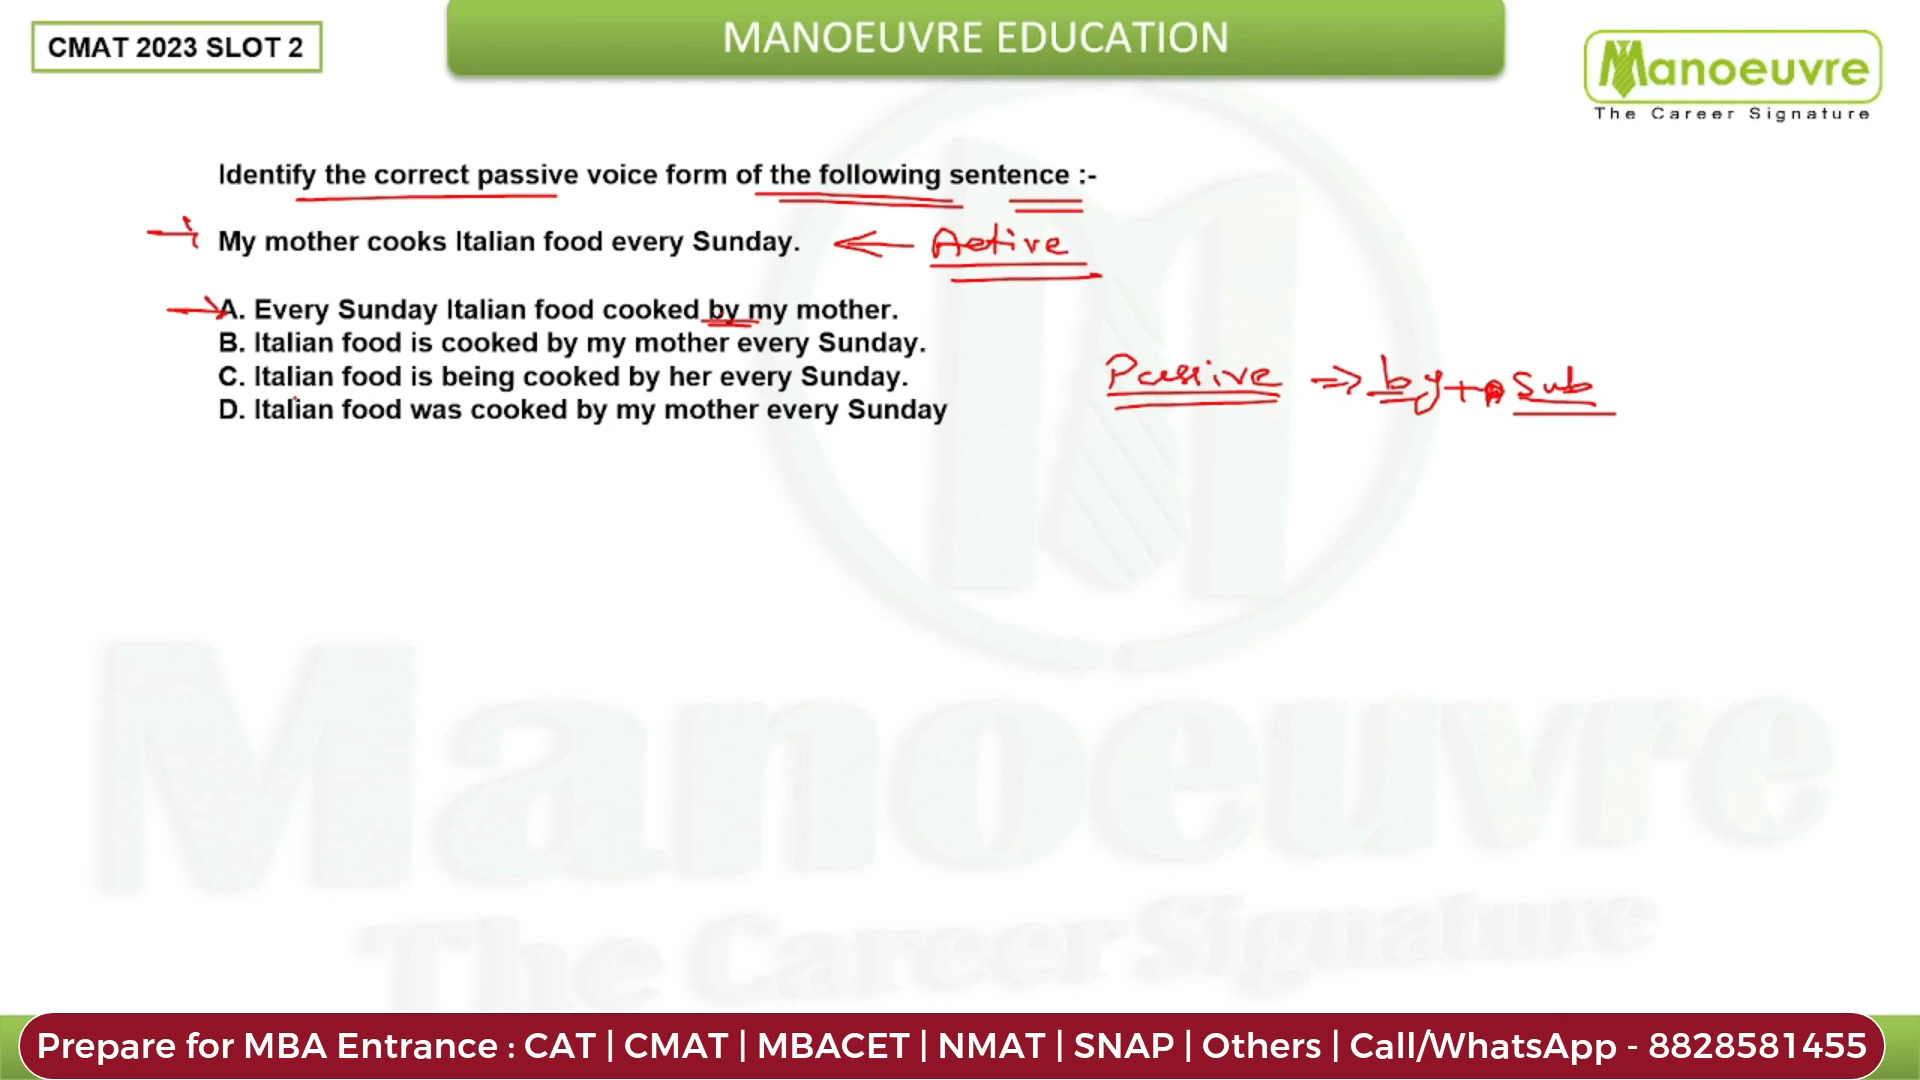 CMAT 2023 SLOT 2
MANOEUVRE EDUCATION
Manoeuvre
The Career Signature
Identify the correct passive voice form of the following sentence :-
My mother cooks Italian food every Sunday. ← Active
A. Every Sunday Italian food cooked by my mother.
B. Italian food is cooked by my mother every Sunday.
C. Italian food is being cooked by her every Sunday.
D. Italian food was cooked by my mother every Sunday
Passive ⇒ by + Sub
Manoeuvre
The Career Signature
Prepare for MBA Entrance : CAT | CMAT | MBACET | NMAT | SNAP | Others | Call/WhatsApp - 8828581455